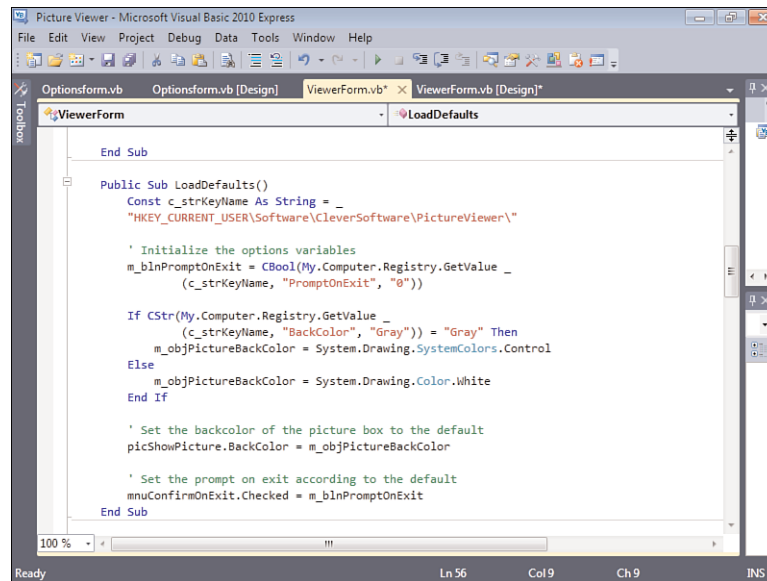 Picture Viewer - Microsoft Visual Basic 2010 Express
File Edit View Project Debug Data Tools Window Help
Optionsform.vb Optionsform.vb [Design] ViewerForm.vb* ViewerForm.vb [Design]*
Toolbox
ViewerForm LoadDefaults
End Sub
Public Sub LoadDefaults()
Const c_strKeyName As String = _
"HKEY_CURRENT_USER\Software\CleverSoftware\PictureViewer\"
' Initialize the options variables
m_blnPromptOnExit = CBool(My.Computer.Registry.GetValue _
(c_strKeyName, "PromptOnExit", "0"))
If CStr(My.Computer.Registry.GetValue _
(c_strKeyName, "BackColor", "Gray")) = "Gray" Then
m_objPictureBackColor = System.Drawing.SystemColors.Control
Else
m_objPictureBackColor = System.Drawing.Color.White
End If
' Set the backcolor of the picture box to the default
picShowPicture.BackColor = m_objPictureBackColor
' Set the prompt on exit according to the default
mnuConfirmOnExit.Checked = m_blnPromptOnExit
End Sub
100 %
Ready Ln 56 Col 9 Ch 9 INS